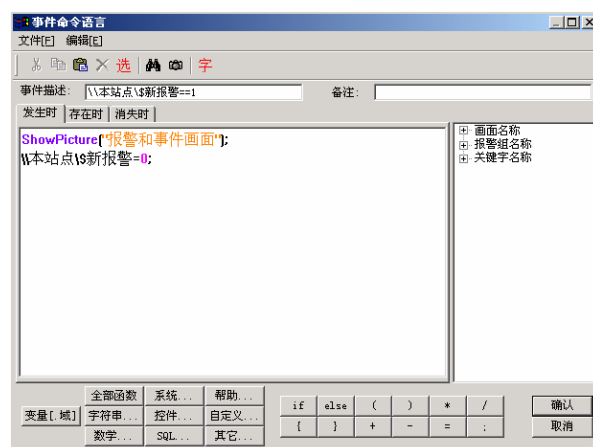 事件命令语言
文件[F] 编辑[E]
选 字
事件描述: \\本站点\$新报警==1 备注:
发生时 存在时 消失时
ShowPicture("报警和事件画面");
\\本站点\$新报警=0;
画面名称
报警组名称
关键字名称
全部函数 系统... 帮助...
变量[.域] 字符串... 控件... 自定义...
数学... SQL... 其它...
if else ( ) * /
{ } + - = ;
确认
取消